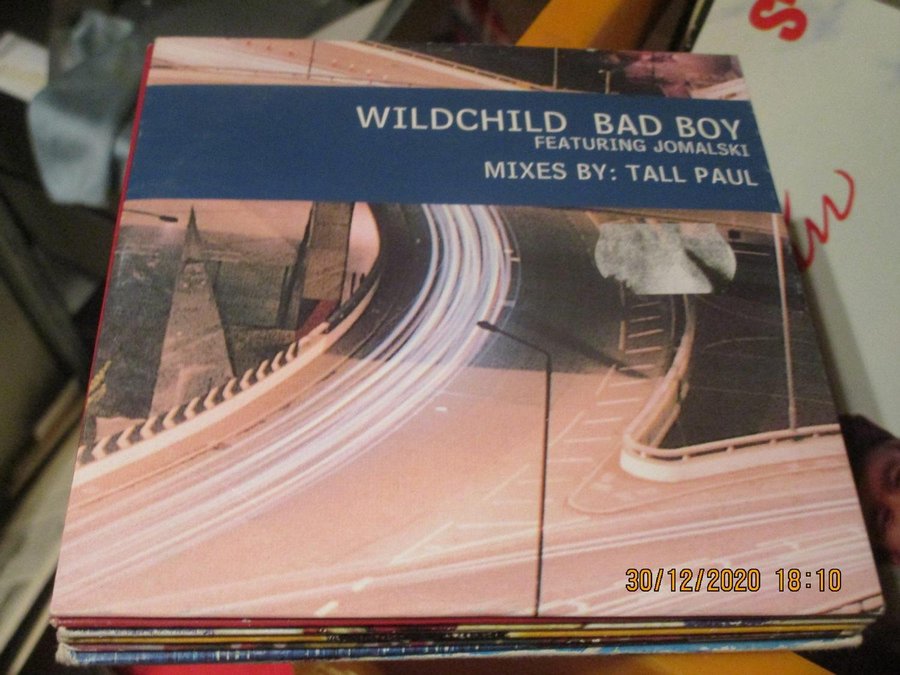 WILDCHILD BAD BOY
FEATURING JOMALSKI
MIXES BY: TALL PAUL
30/12/2020 18:10